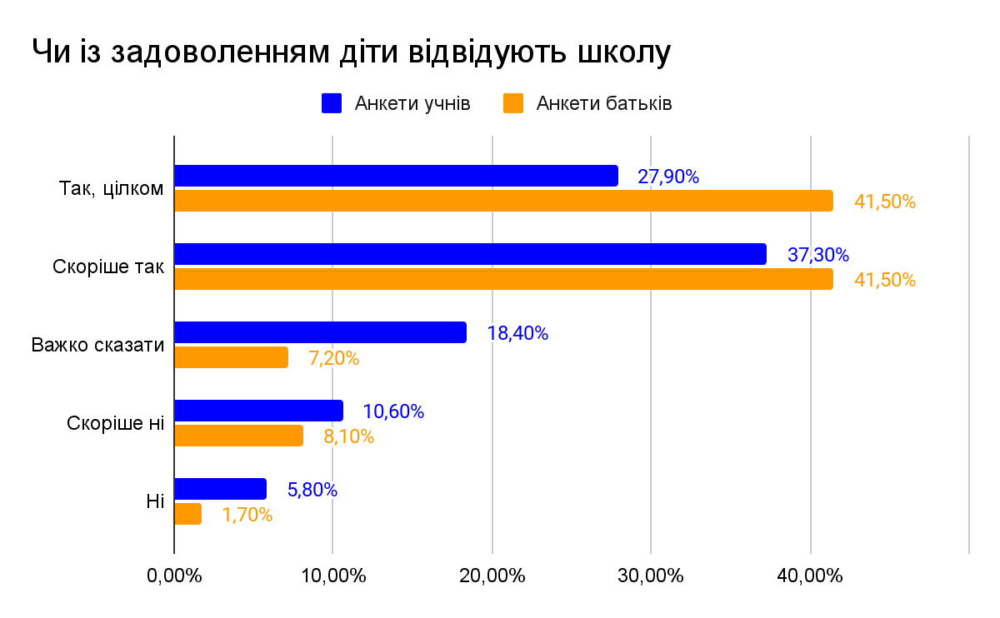 Чи із задоволенням діти відвідують школу
Анкети учнів
Анкети батьків
Так, цілком
27,90%
41,50%
Скоріше так
37,30%
41,50%
Важко сказати
18,40%
7,20%
Скоріше ні
10,60%
8,10%
Ні
5,80%
1,70%
0,00%
10,00%
20,00%
30,00%
40,00%